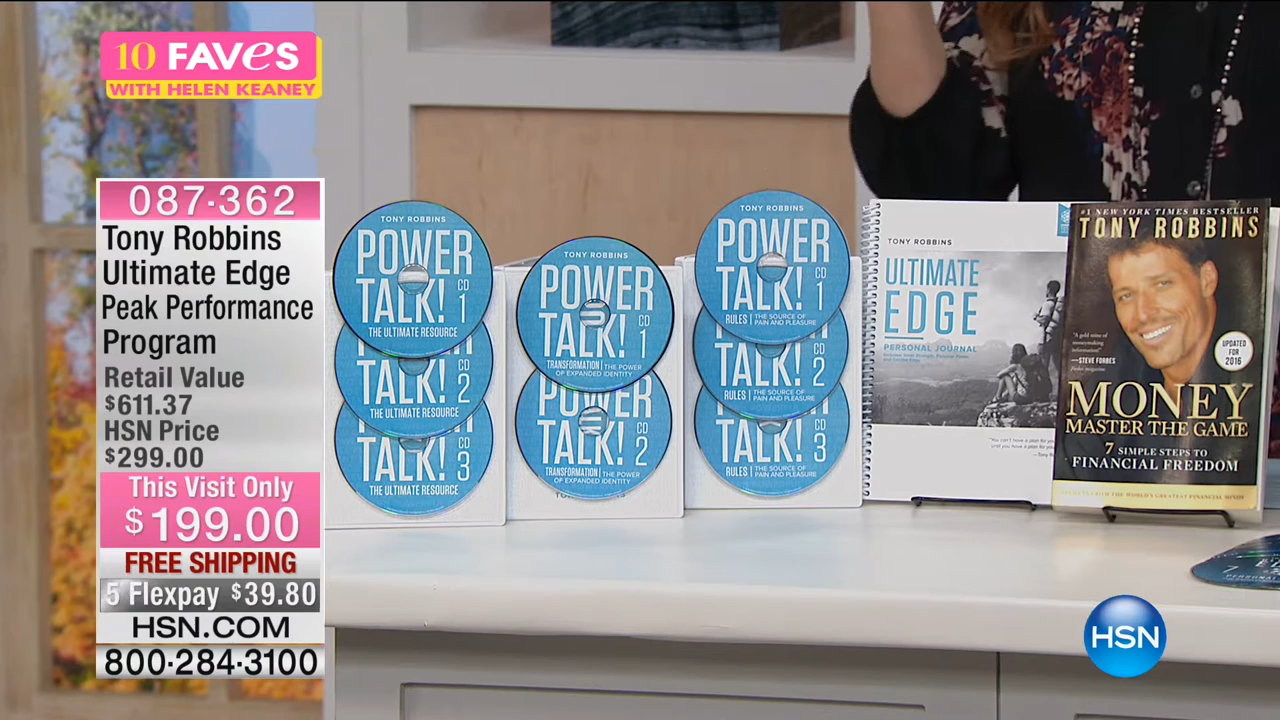 10 FAVES
WITH HELEN KEANEY
087-362
Tony Robbins
Ultimate Edge
Peak Performance
Program
Retail Value
$611.37
HSN Price
$299.00
This Visit Only
$199.00
FREE SHIPPING
5 Flexpay $39.80
HSN.COM
800-284-3100
TONY ROBBINS
POWER
TALK! CD 1
THE ULTIMATE RESOURCE
TALK! CD 2
THE ULTIMATE RESOURCE
TALK! CD 3
THE ULTIMATE RESOURCE
TONY ROBBINS
POWER
TALK! CD 1
TRANSFORMATION | THE POWER
OF EXPANDED IDENTITY
POWER
TALK! CD 2
TRANSFORMATION | THE POWER
OF EXPANDED IDENTITY
TONY ROBBINS
POWER
TALK! CD 1
RULES | THE SOURCE OF
PAIN AND PLEASURE
TALK! CD 2
RULES | THE SOURCE OF
PAIN AND PLEASURE
TALK! CD 3
RULES | THE SOURCE OF
PAIN AND PLEASURE
TONY ROBBINS
ULTIMATE
EDGE
PERSONAL JOURNAL
#1 NEW YORK TIMES BESTSELLER
TONY ROBBINS
"A gold mine of
moneymaking
information!"
—STEVE FORBES
UPDATED
FOR
2016
MONEY
MASTER THE GAME
7 SIMPLE STEPS TO
FINANCIAL FREEDOM
HSN